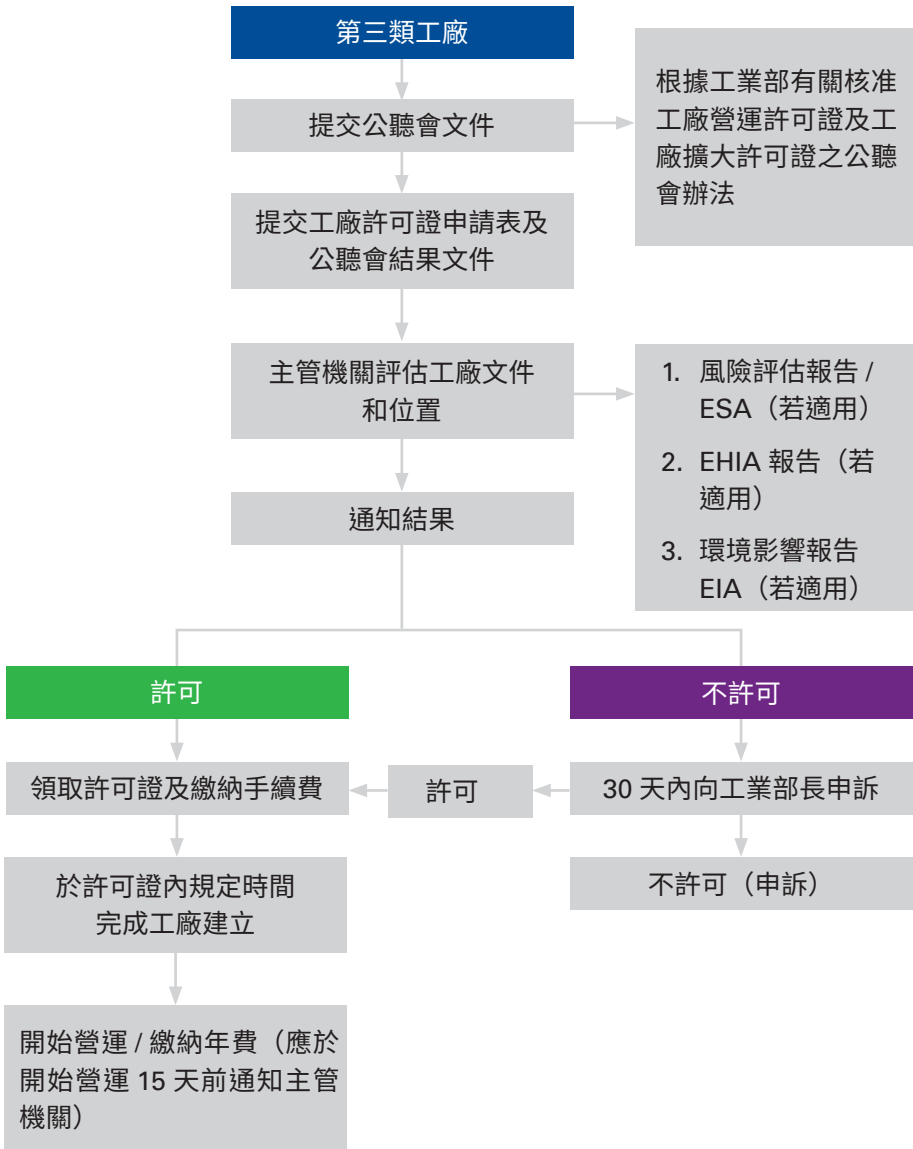 第三類工廠
提交公聽會文件
根據工業部有關核准
工廠營運許可證及工
廠擴大許可證之公聽
會辦法
提交工廠許可證申請表及
公聽會結果文件
主管機關評估工廠文件
和位置
1. 風險評估報告 /
ESA（若適用）
2. EHIA 報告（若
適用）
3. 環境影響報告
EIA（若適用）
通知結果
許可
不許可
領取許可證及繳納手續費
許可
30 天內向工業部長申訴
於許可證內規定時間
完成工廠建立
不許可（申訴）
開始營運 / 繳納年費（應於
開始營運 15 天前通知主管
機關）